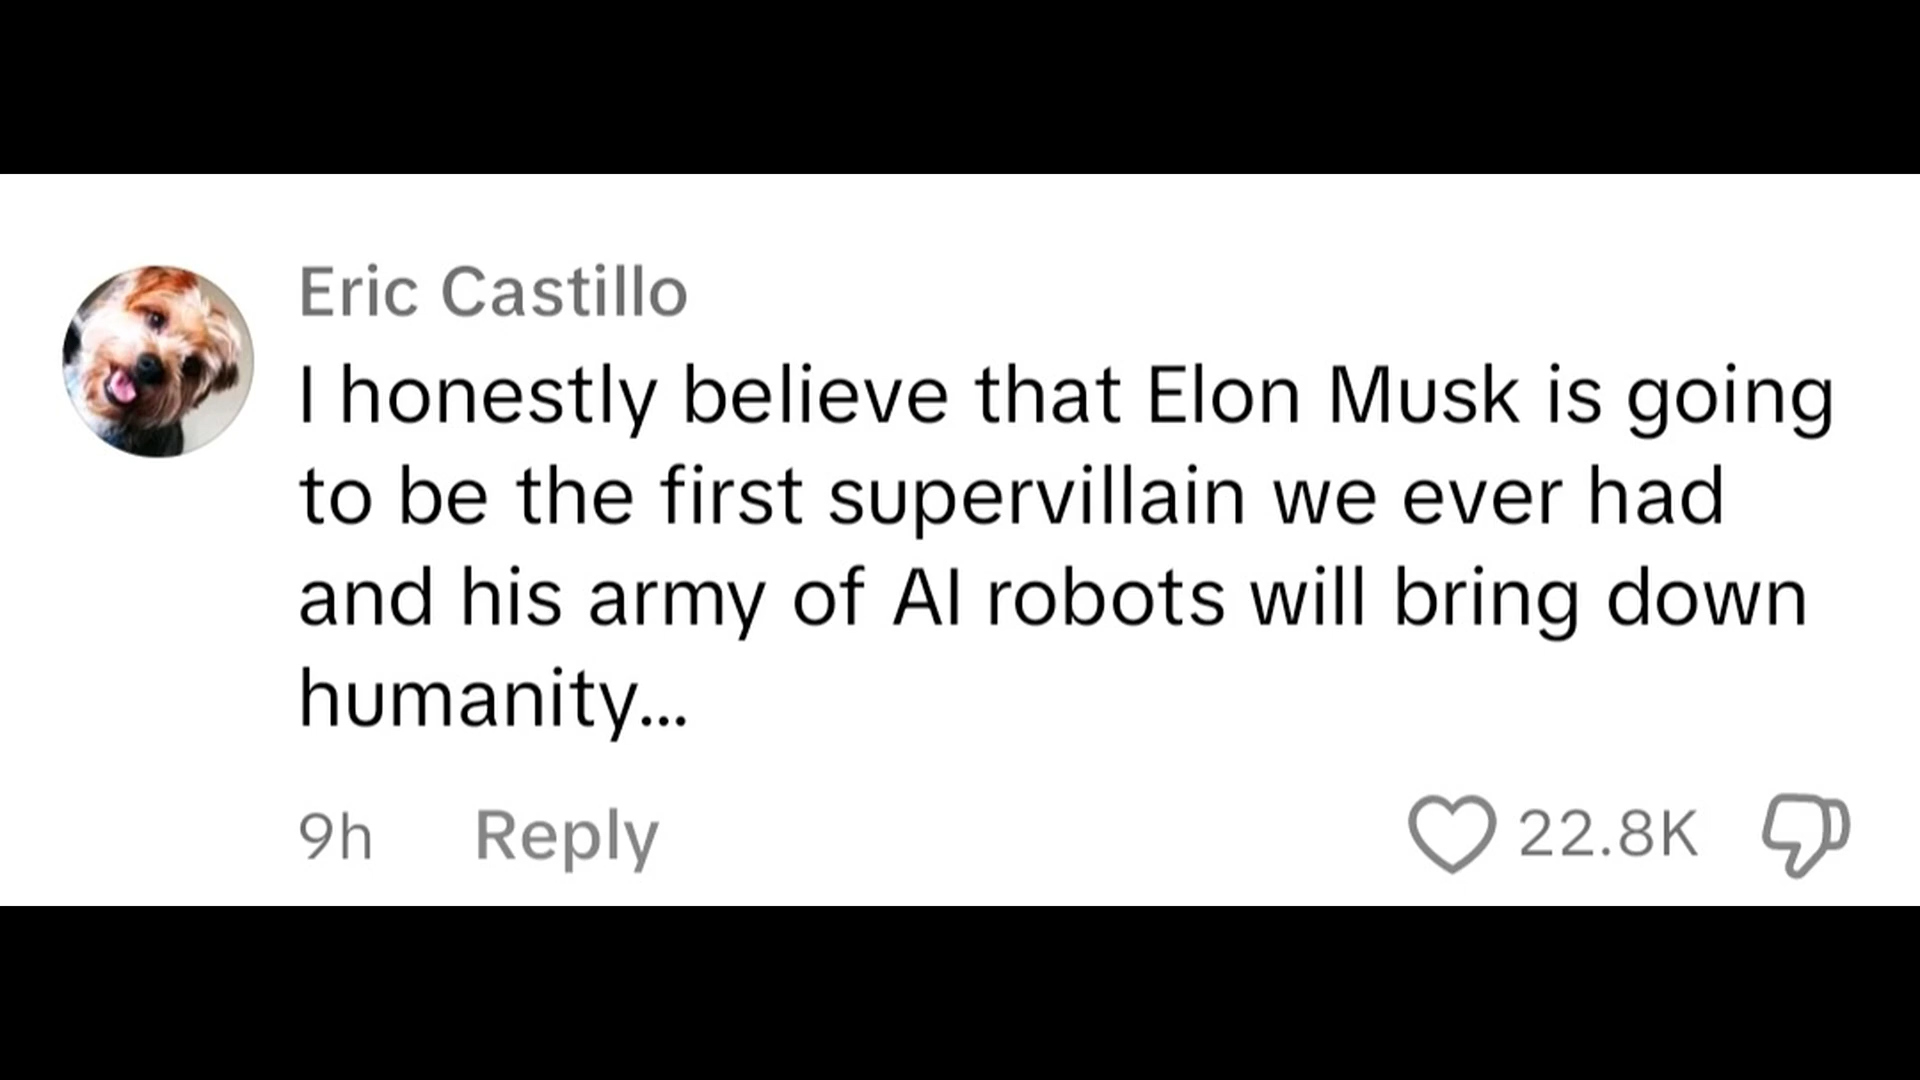 Eric Castillo
I honestly believe that Elon Musk is going
to be the first supervillain we ever had
and his army of AI robots will bring down
humanity...
9h Reply 22.8K